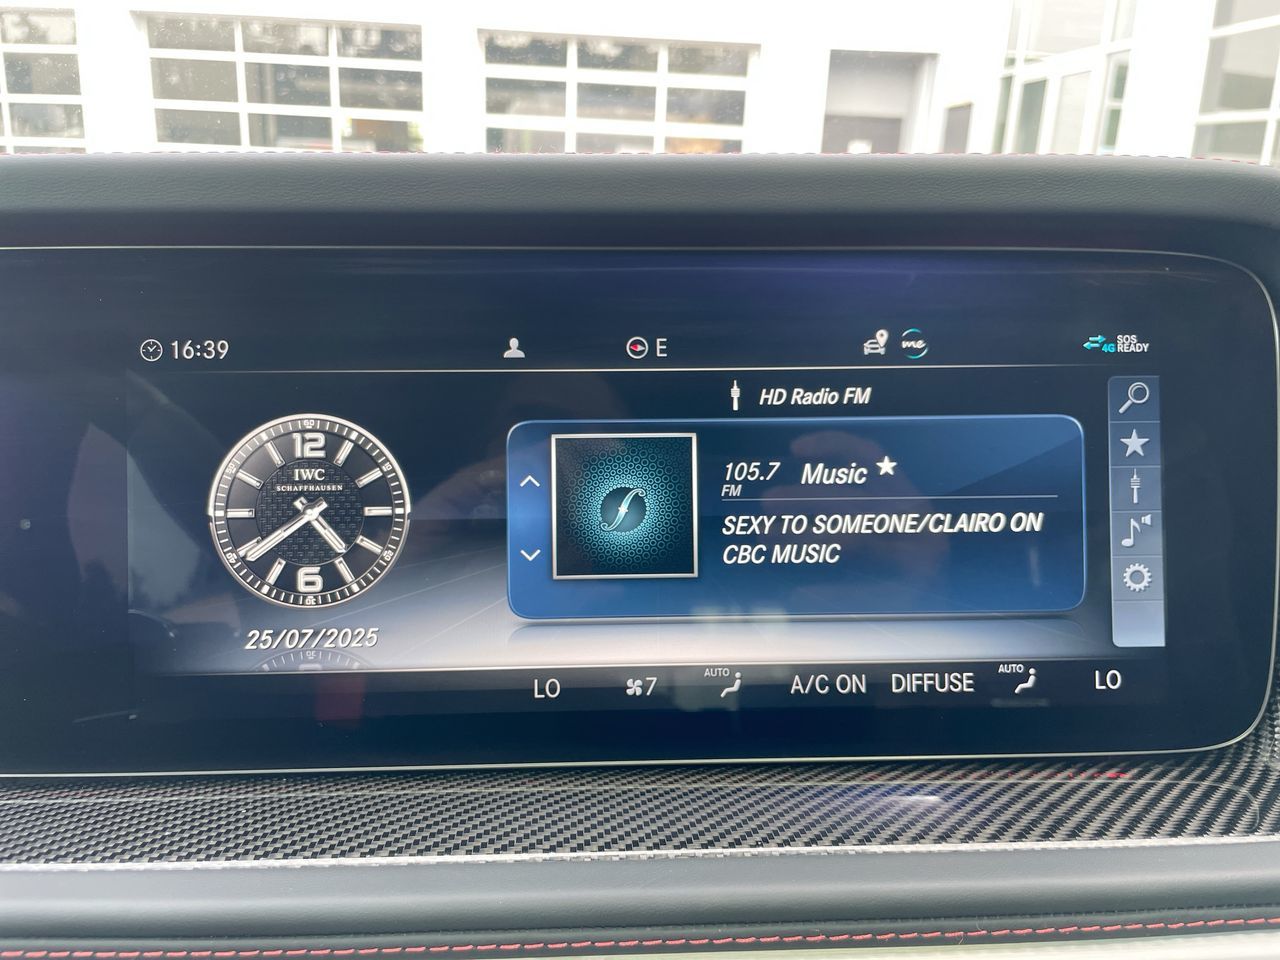 16:39
E
me
4G
SOS
READY
HD Radio FM
12
IWC
SCHAFFHAUSEN
6
105.7
FM
Music
SEXY TO SOMEONE/CLAIRO ON
CBC MUSIC
25/07/2025
LO
7
AUTO
A/C ON
DIFFUSE
AUTO
LO